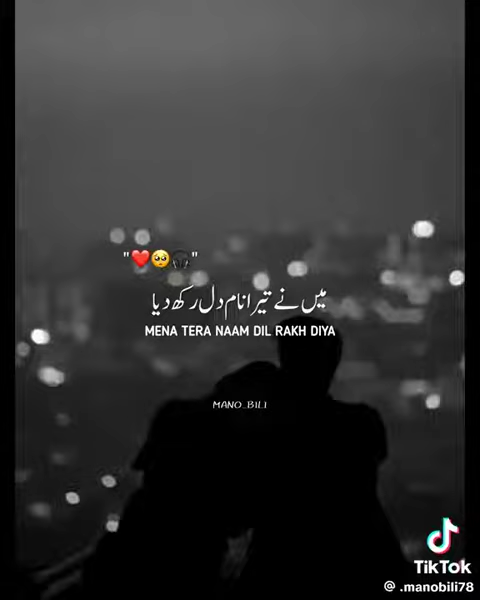 "❤️🥺🎧"
میں نے تیرا نام دل رکھ دیا
MENA TERA NAAM DIL RAKH DIYA
MANO_BILI
TikTok
@ .manobili78